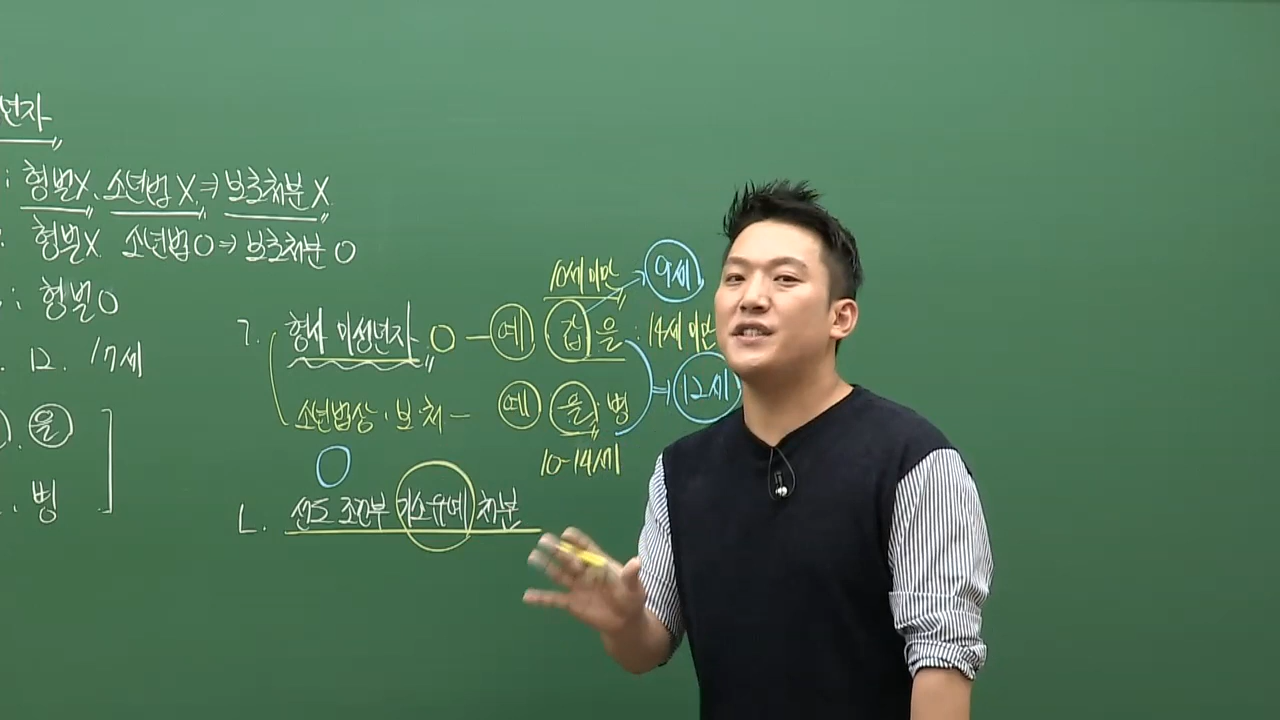 년자
: 형벌X, 소년법 X ⇒ 보호처분 X
: 형벌X 소년법 O ⇒ 보호처분 O
: 형벌 O
. 12. 17세
. 을
. 병
10세 미만 9세
ㄱ. 형사 미성년자 O - 예 갑 을 : 14세 미만
12세
소년법상. 보.처 - 예 을, 병
O 10-14세
ㄴ. 선도 조건부 기소유예 처분